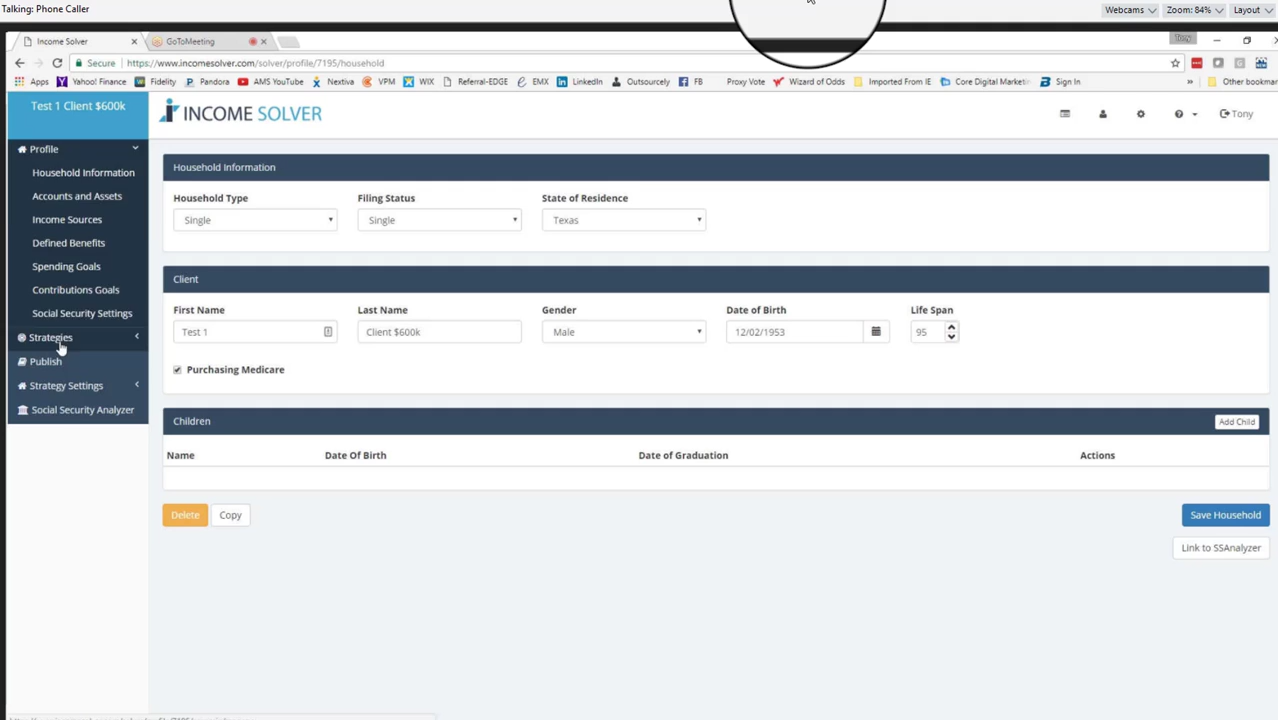 Talking: Phone Caller
Webcams Zoom: 84% Layout
Income Solver GoToMeeting Tony
Secure https://www.incomesolver.com/solver/profile/7195/household
Apps Yahoo! Finance Fidelity Pandora AMS YouTube Nextiva VPM WIX Referral-EDGE EMX LinkedIn Outsourcely FB Proxy Vote Wizard of Odds Imported From IE Core Digital Marketi Sign In » Other bookmar
Test 1 Client $600k
INCOME SOLVER
Tony
Profile
Household Information
Accounts and Assets
Income Sources
Defined Benefits
Spending Goals
Contributions Goals
Social Security Settings
Strategies
Publish
Strategy Settings
Social Security Analyzer
Household Information
Household Type Filing Status State of Residence
Single Single Texas
Client
First Name Last Name Gender Date of Birth Life Span
Test 1 Client $600k Male 12/02/1953 95
Purchasing Medicare
Children Add Child
Name Date Of Birth Date of Graduation Actions
Delete Copy Save Household
Link to SSAnalyzer